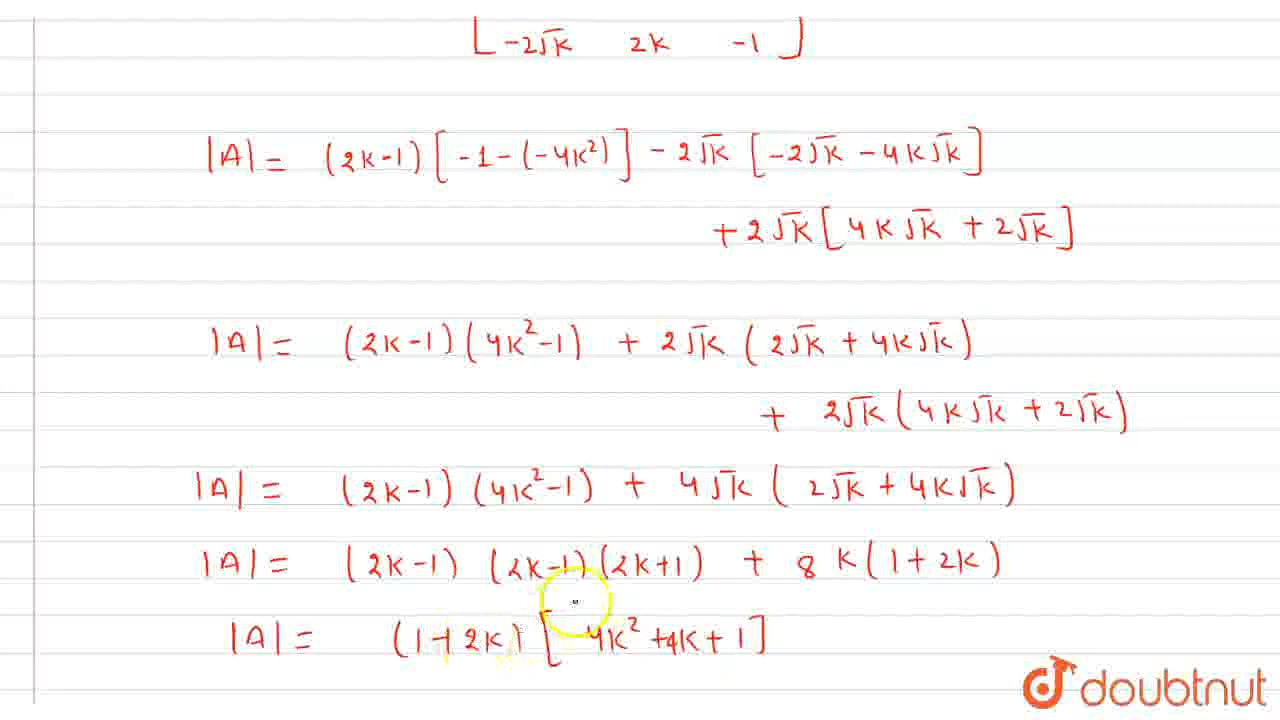 [ -2√k 2k -1 ]
|A| = (2k-1) [ -1 - (-4k²) ] - 2√k [ -2√k - 4k√k ]
+ 2√k [ 4k√k + 2√k ]
|A| = (2k-1) (4k²-1) + 2√k ( 2√k + 4k√k )
+ 2√k ( 4k√k + 2√k )
|A| = (2k-1) (4k²-1) + 4√k ( 2√k + 4k√k )
|A| = (2k-1) (2k-1) (2k+1) + 8k(1+2k)
|A| = (1+2k) [ 4k² + 4k + 1 ]
doubtnut